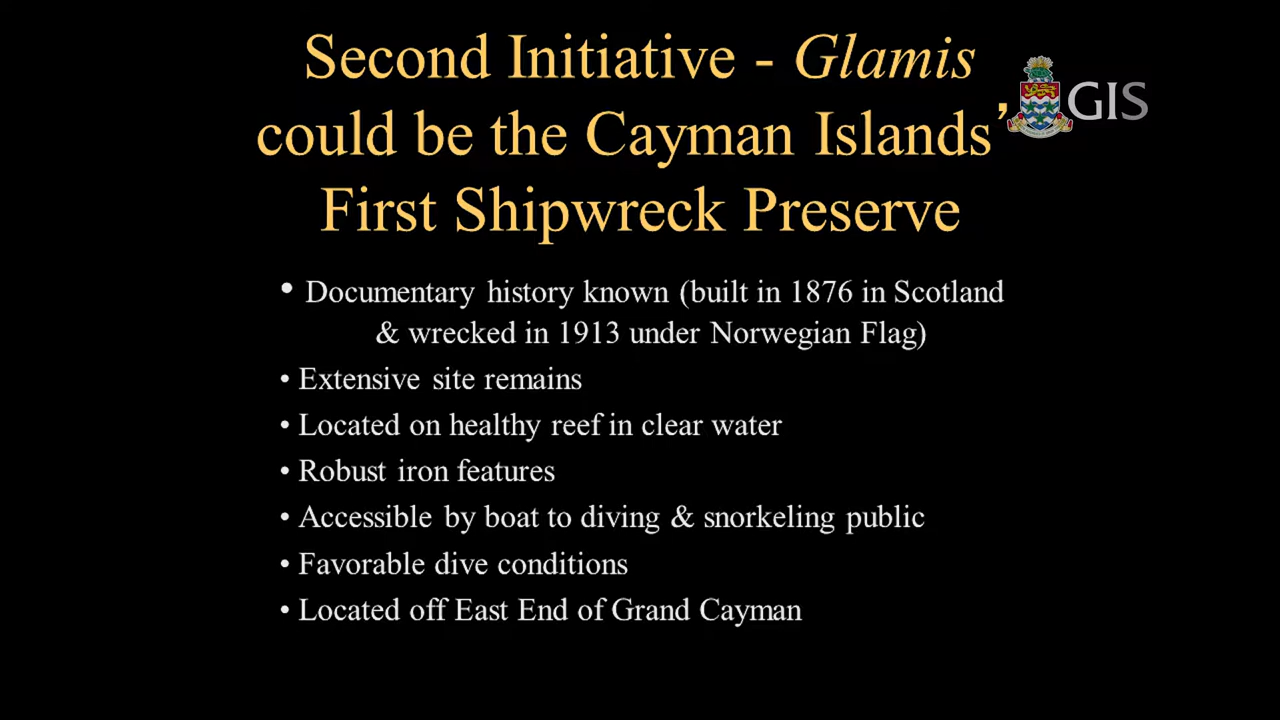 Second Initiative - Glamis
could be the Cayman Islands’
First Shipwreck Preserve
GIS
• Documentary history known (built in 1876 in Scotland
& wrecked in 1913 under Norwegian Flag)
• Extensive site remains
• Located on healthy reef in clear water
• Robust iron features
• Accessible by boat to diving & snorkeling public
• Favorable dive conditions
• Located off East End of Grand Cayman